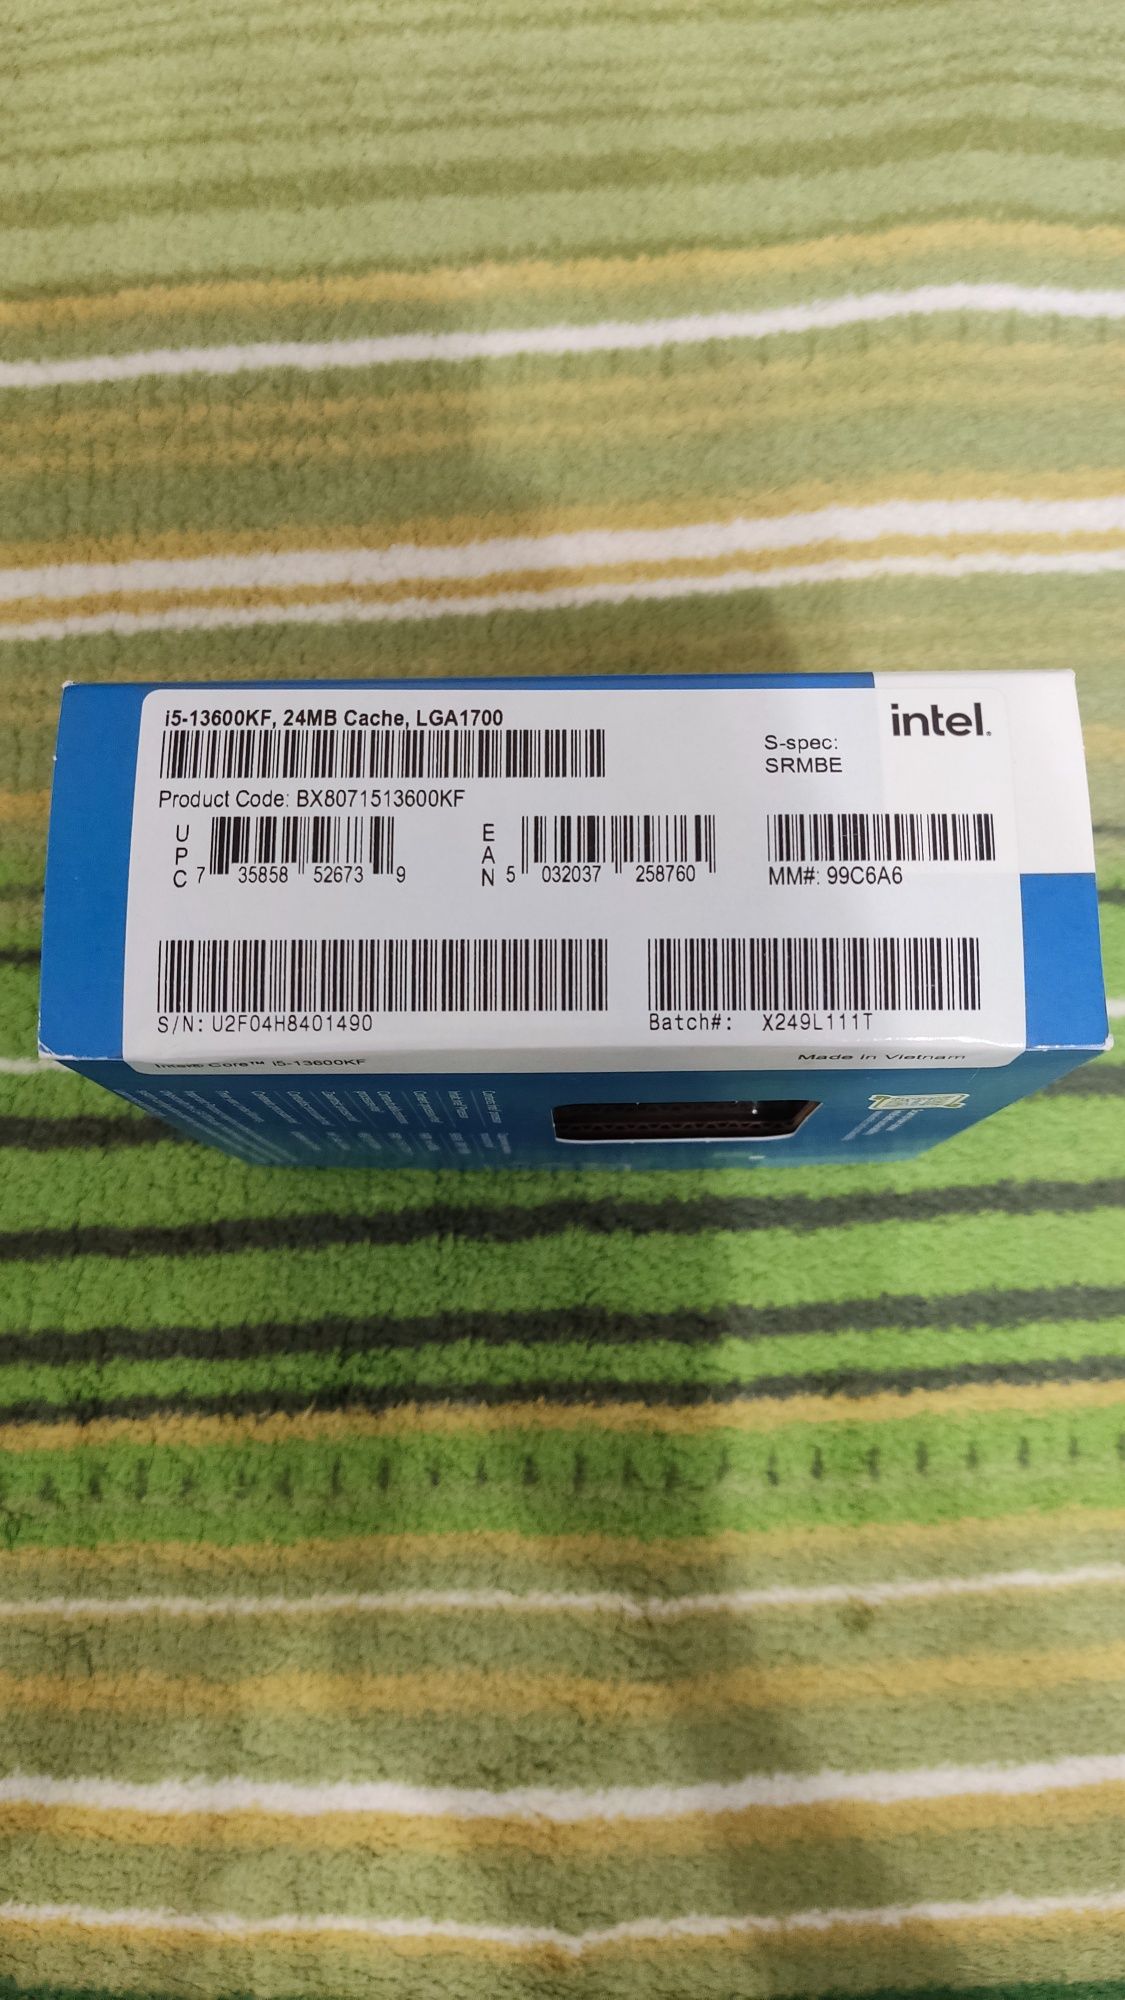 i5-13600KF, 24MB Cache, LGA1700
intel.
S-spec:
SRMBE
Product Code: BX8071513600KF
UPC 7 35858 52673 9
EAN 5 032037 258760
MM#: 99C6A6
S/N: U2F04H8401490
Batch#: X249L111T
Intel® Core™ i5-13600KF
Made in Vietnam